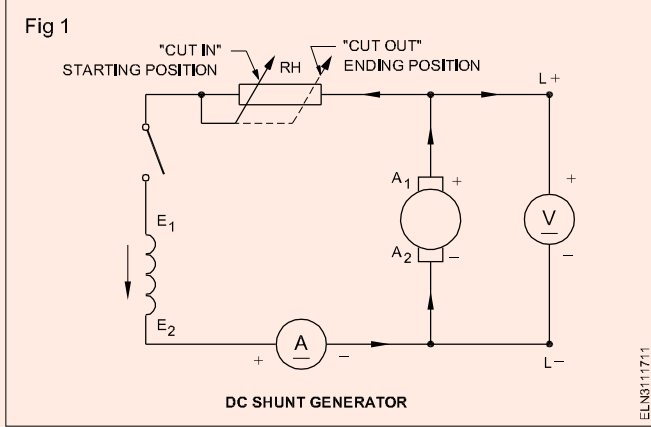 Fig 1
"CUT IN"
STARTING POSITION
RH
"CUT OUT"
ENDING POSITION
L+
A1
+
+
V
A2
−
−
E1
E2
+
A
−
L−
DC SHUNT GENERATOR
ELN3111711